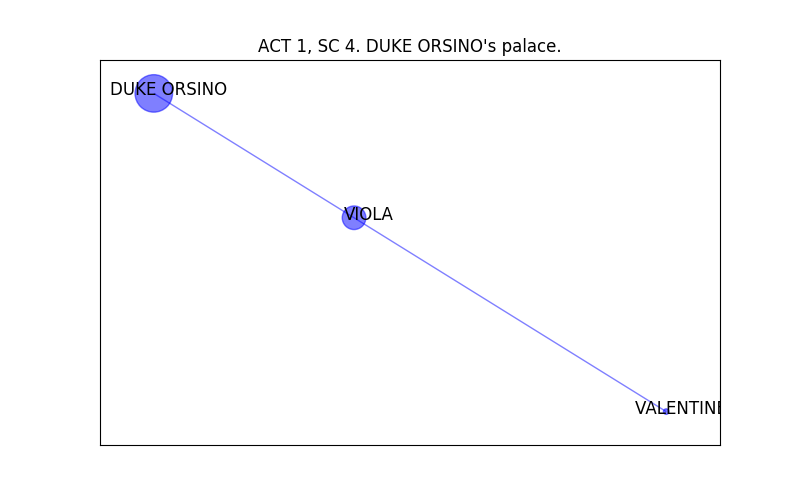 ACT 1, SC 4. DUKE ORSINO's palace.
DUKE ORSINO
VIOLA
VALENTINE